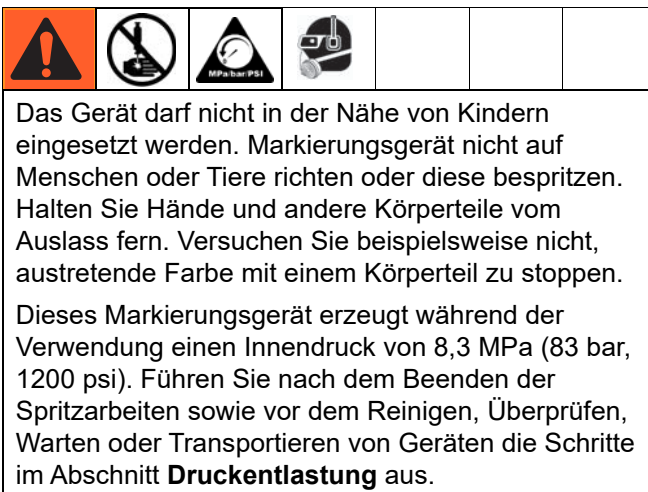 MPa/bar/PSI
Das Gerät darf nicht in der Nähe von Kindern
eingesetzt werden. Markierungsgerät nicht auf
Menschen oder Tiere richten oder diese bespritzen.
Halten Sie Hände und andere Körperteile vom
Auslass fern. Versuchen Sie beispielsweise nicht,
austretende Farbe mit einem Körperteil zu stoppen.
Dieses Markierungsgerät erzeugt während der
Verwendung einen Innendruck von 8,3 MPa (83 bar,
1200 psi). Führen Sie nach dem Beenden der
Spritzarbeiten sowie vor dem Reinigen, Überprüfen,
Warten oder Transportieren von Geräten die Schritte
im Abschnitt Druckentlastung aus.